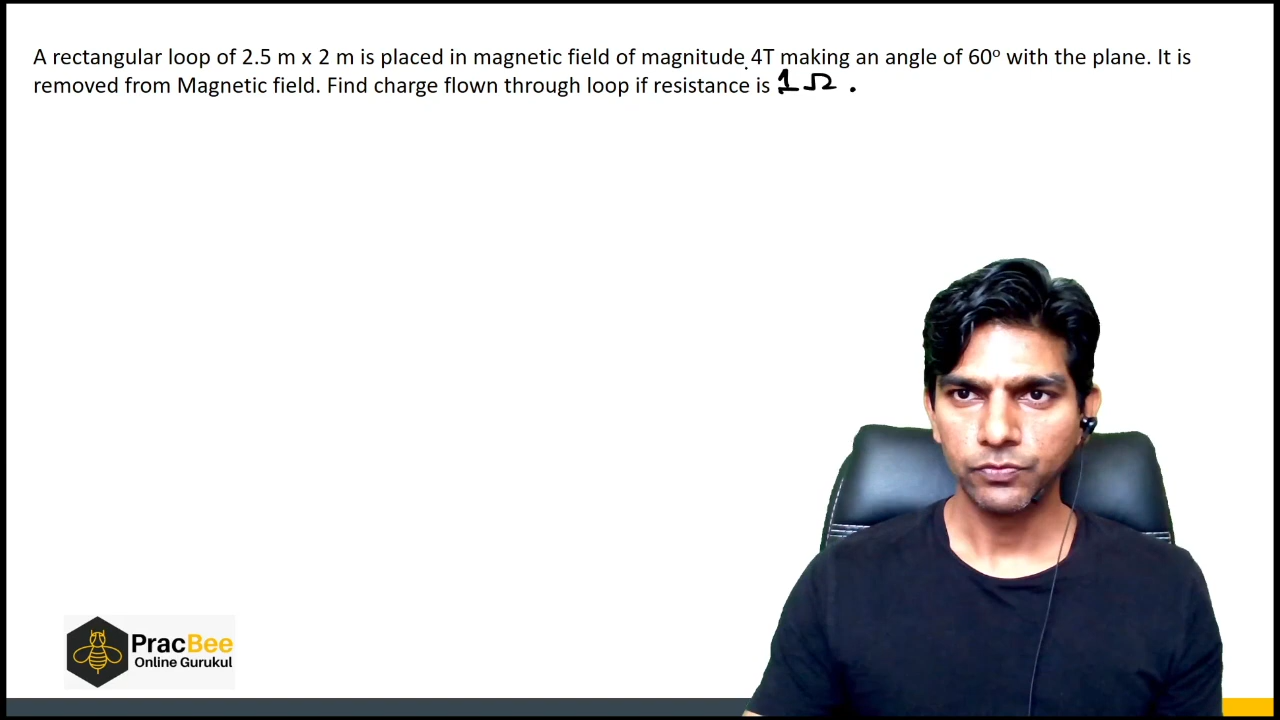 A rectangular loop of 2.5 m x 2 m is placed in magnetic field of magnitude 4T making an angle of 60° with the plane. It is
removed from Magnetic field. Find charge flown through loop if resistance is 1 Ω .
PracBee
Online Gurukul